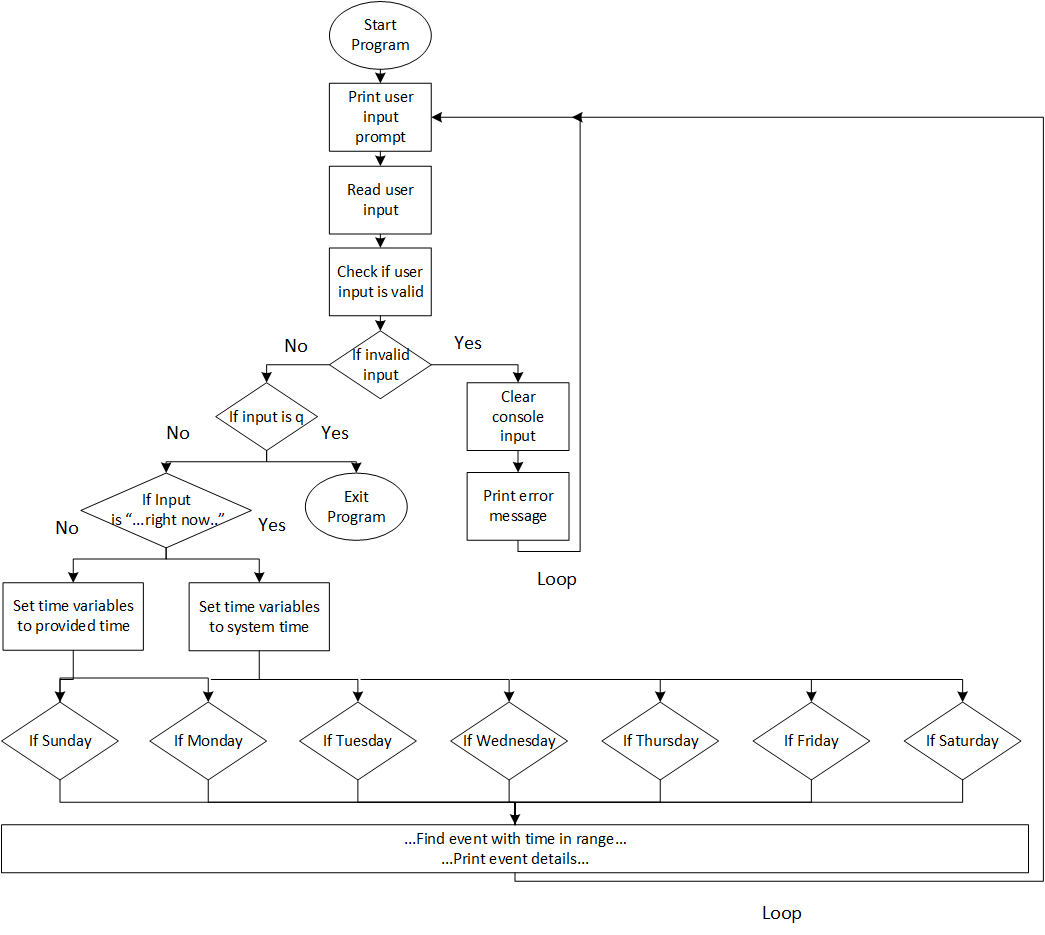 Start
Program
Print user
input
prompt
Read user
input
Check if user
input is valid
No
Yes
If invalid
input
Clear
console
input
If input is q
No
Yes
Print error
message
If Input
is “...right now..”
Exit
Program
No
Yes
Loop
Set time variables
to provided time
Set time variables
to system time
If Sunday
If Monday
If Tuesday
If Wednesday
If Thursday
If Friday
If Saturday
...Find event with time in range...
...Print event details...
Loop